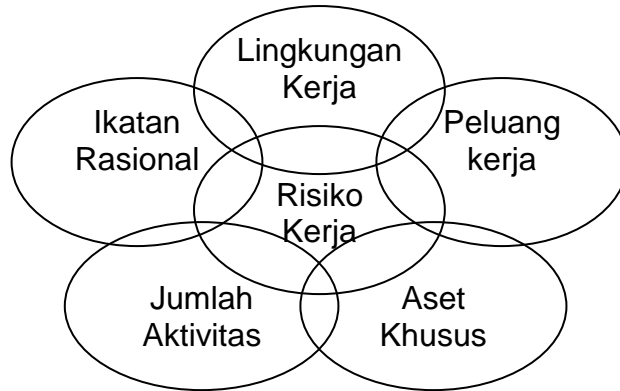 Lingkungan
Kerja
Ikatan
Rasional
Peluang
kerja
Risiko
Kerja
Jumlah
Aktivitas
Aset
Khusus